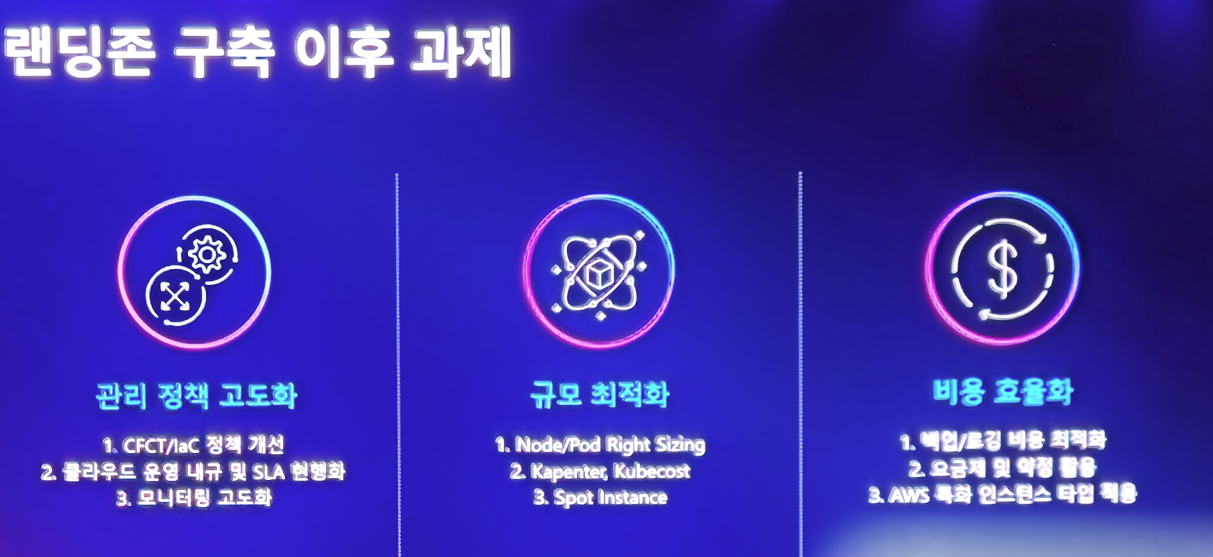 랜딩존 구축 이후 과제
관리 정책 고도화
1. CFCT/IaC 정책 개선
2. 클라우드 운영 내규 및 SLA 현행화
3. 모니터링 고도화
규모 최적화
1. Node/Pod Right Sizing
2. Kapenter, Kubecost
3. Spot Instance
비용 효율화
1. 백업/로깅 비용 최적화
2. 요금제 및 약정 활용
3. AWS 특화 인스턴스 타입 적용